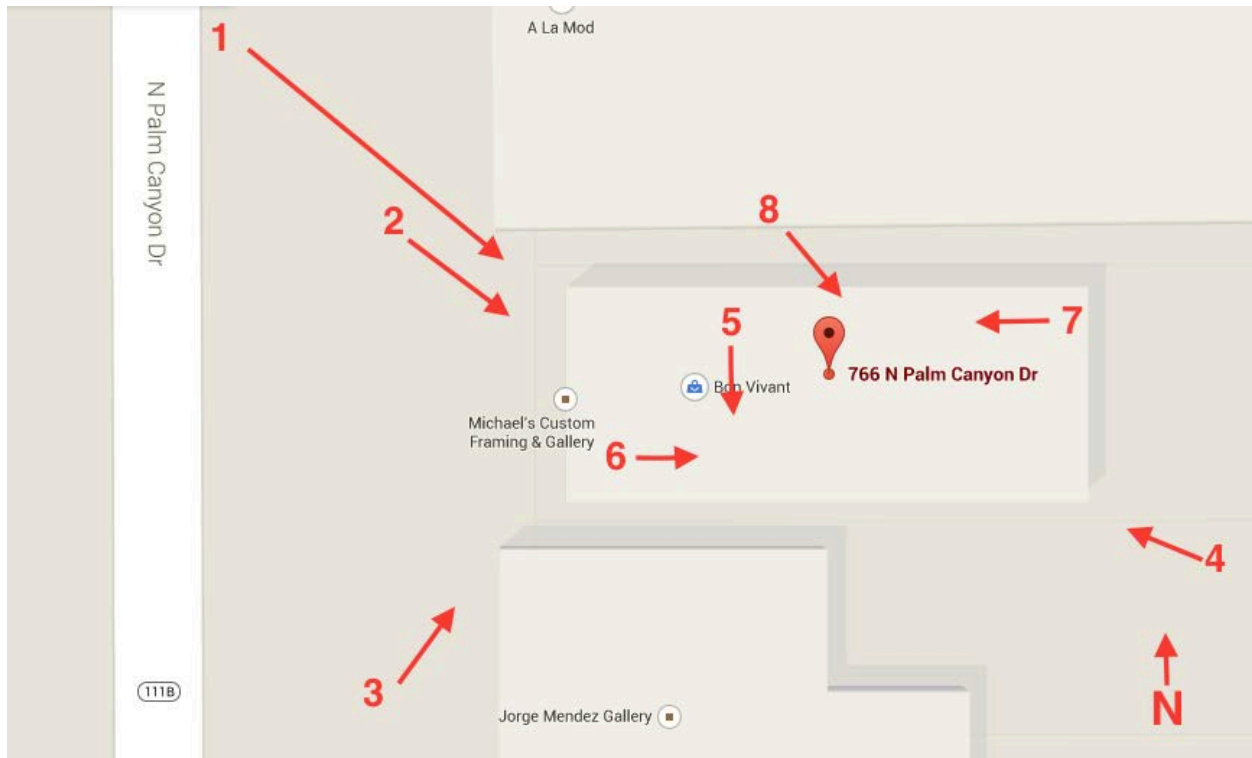 A La Mod
1
N Palm Canyon Dr
2
8
5
7
766 N Palm Canyon Dr
Bon Vivant
Michael's Custom
Framing & Gallery
6
4
3
111B
N
Jorge Mendez Gallery